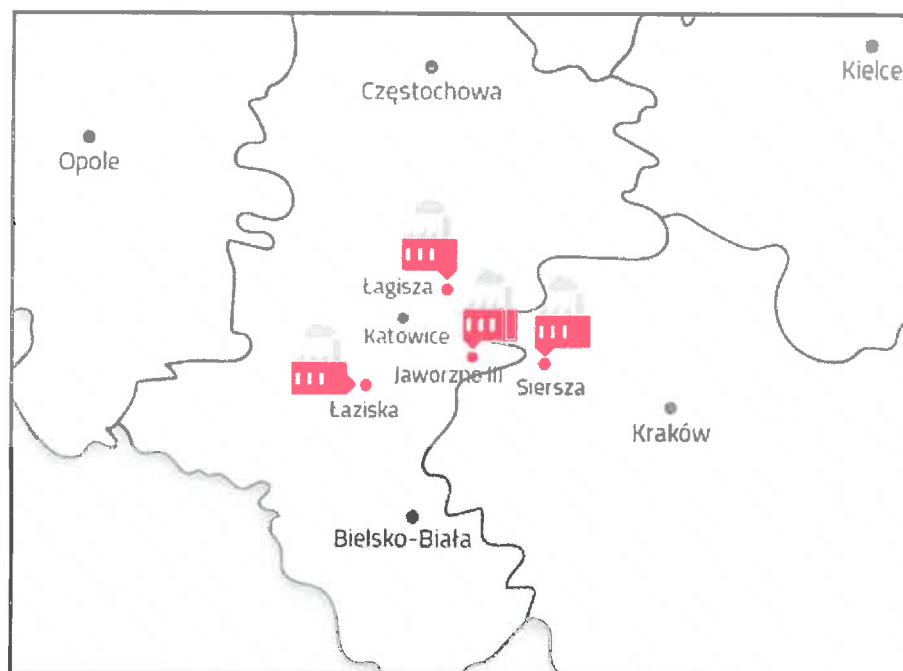 Częstochowa
Kielce
Opole
Łagisza
Katowice
Jaworzno III
Siersza
Łaziska
Kraków
Bielsko-Biała